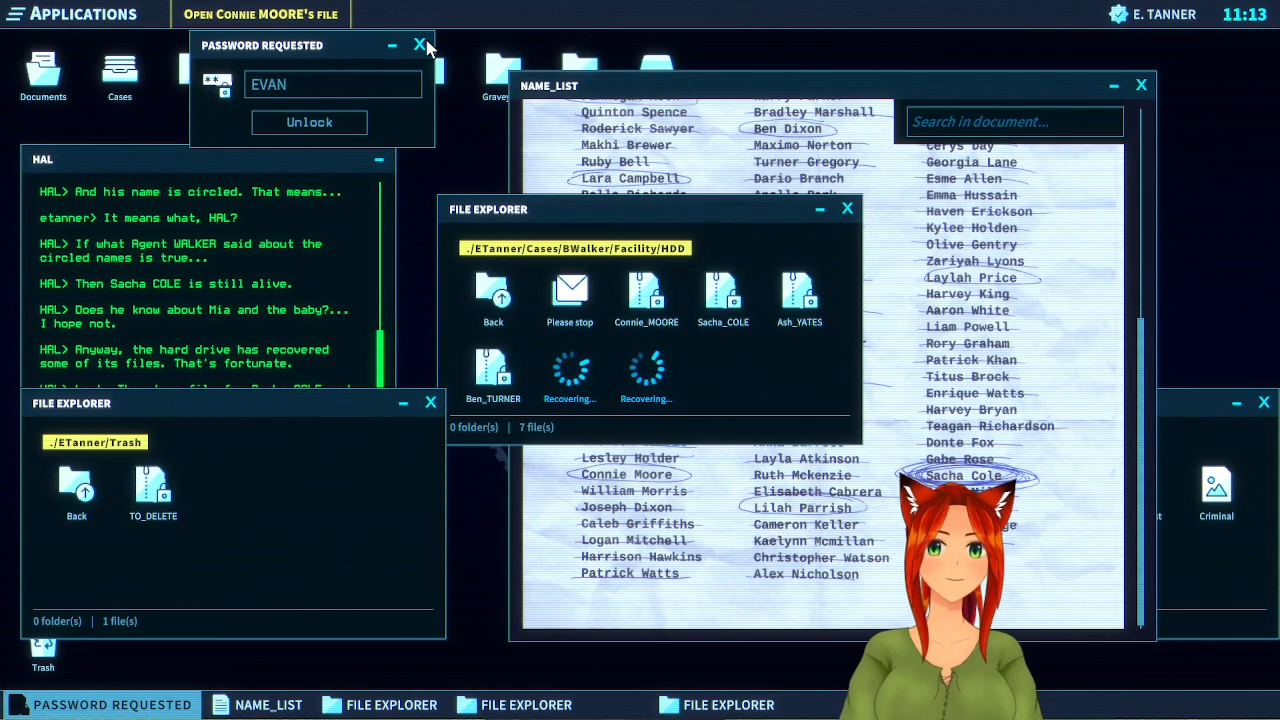 APPLICATIONS
OPEN CONNIE MOORE'S FILE
E. TANNER
11:13
PASSWORD REQUESTED
EVAN
Unlock
Documents
Cases
HAL
HAL> And his name is circled. That means...
etanner> It means what, HAL?
HAL> If what Agent WALKER said about the
circled names is true...
HAL> Then Sacha COLE is still alive.
HAL> Does he know about Mia and the baby?...
I hope not.
HAL> Anyway, the hard drive has recovered
some of its files. That's fortunate.
NAME_LIST
Search in document...
Quinton Spence
Roderick Sawyer
Makhi Brewer
Ruby Bell
Lara Campbell
Bradley Marshall
Ben Dixon
Maximo Norton
Turner Gregory
Dario Branch
Cerys Day
Georgia Lane
Esme Allen
Emma Hussain
Haven Erickson
Kylee Holden
Olive Gentry
Zariyah Lyons
Laylah Price
Harvey King
Aaron White
Liam Powell
Rory Graham
Patrick Khan
Titus Brock
Enrique Watts
Harvey Bryan
Teagan Richardson
Donte Fox
Gabe Rose
Sacha Cole
FILE EXPLORER
./ETanner/Cases/BWalker/Facility/HDD
Back
Please stop
Connie_MOORE
Sacha_COLE
Ash_YATES
Ben_TURNER
Recovering...
Recovering...
0 folder(s) | 7 file(s)
Lesley Holder
Connie Moore
William Morris
Joseph Dixon
Caleb Griffiths
Logan Mitchell
Harrison Hawkins
Patrick Watts
Layla Atkinson
Ruth Mckenzie
Elisabeth Cabrera
Lilah Parrish
Cameron Keller
Kaelynn Mcmillan
Christopher Watson
Alex Nicholson
FILE EXPLORER
./ETanner/Trash
Back
TO_DELETE
0 folder(s) | 1 file(s)
Criminal
Trash
PASSWORD REQUESTED
NAME_LIST
FILE EXPLORER
FILE EXPLORER
FILE EXPLORER